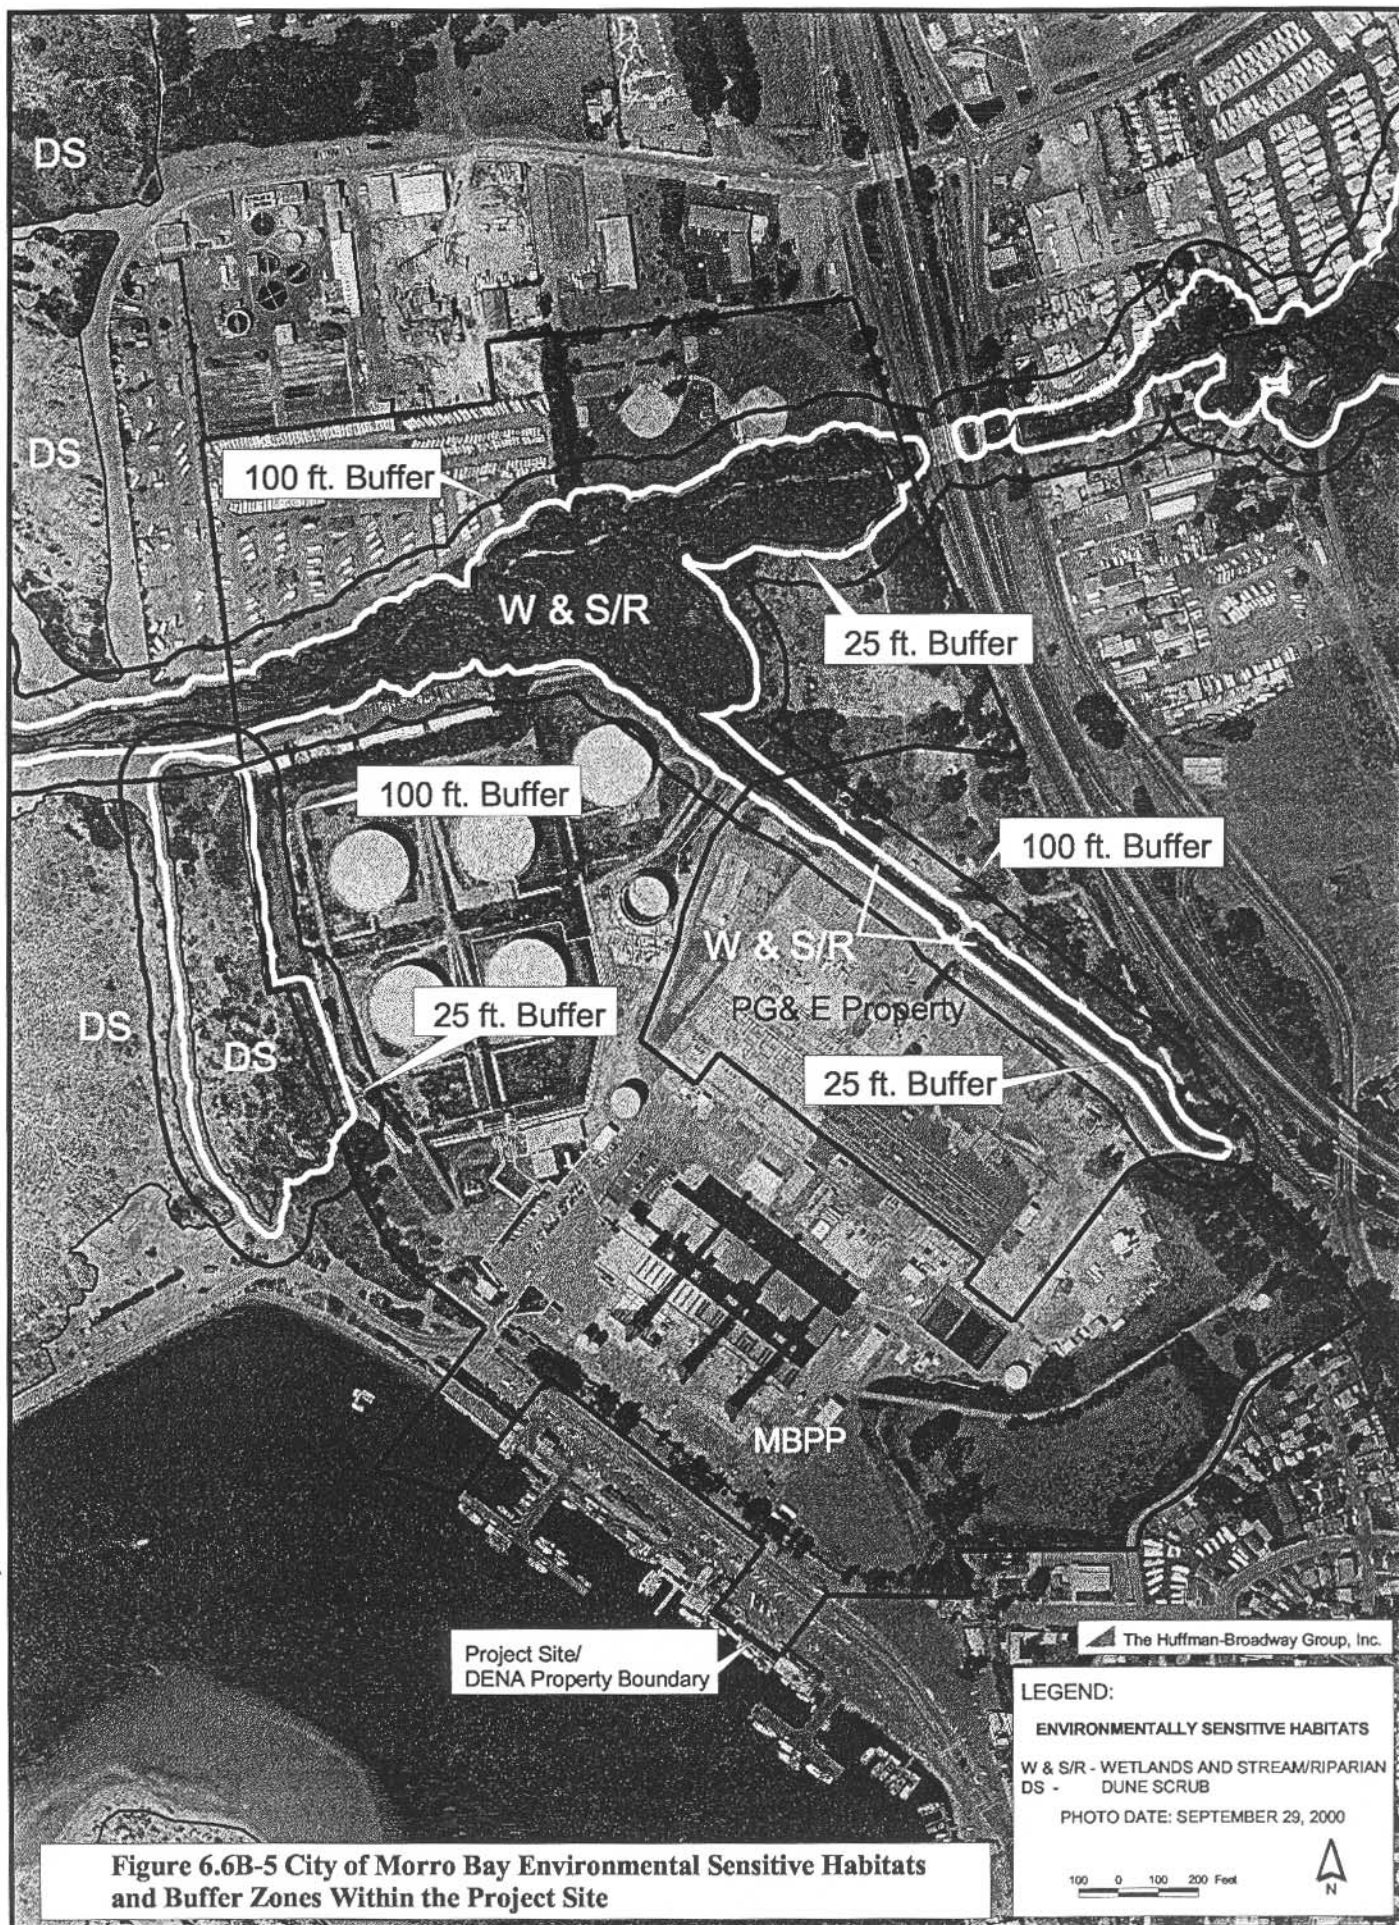 DS
DS
100 ft. Buffer
W & S/R
25 ft. Buffer
100 ft. Buffer
100 ft. Buffer
W & S/R
PG& E Property
DS
DS
25 ft. Buffer
25 ft. Buffer
MBPP
Project Site/
DENA Property Boundary
The Huffman-Broadway Group, Inc.
LEGEND:
ENVIRONMENTALLY SENSITIVE HABITATS
W & S/R - WETLANDS AND STREAM/RIPARIAN
DS - DUNE SCRUB
PHOTO DATE: SEPTEMBER 29, 2000
100 0 100 200 Feet
N
Figure 6.6B-5 City of Morro Bay Environmental Sensitive Habitats
and Buffer Zones Within the Project Site